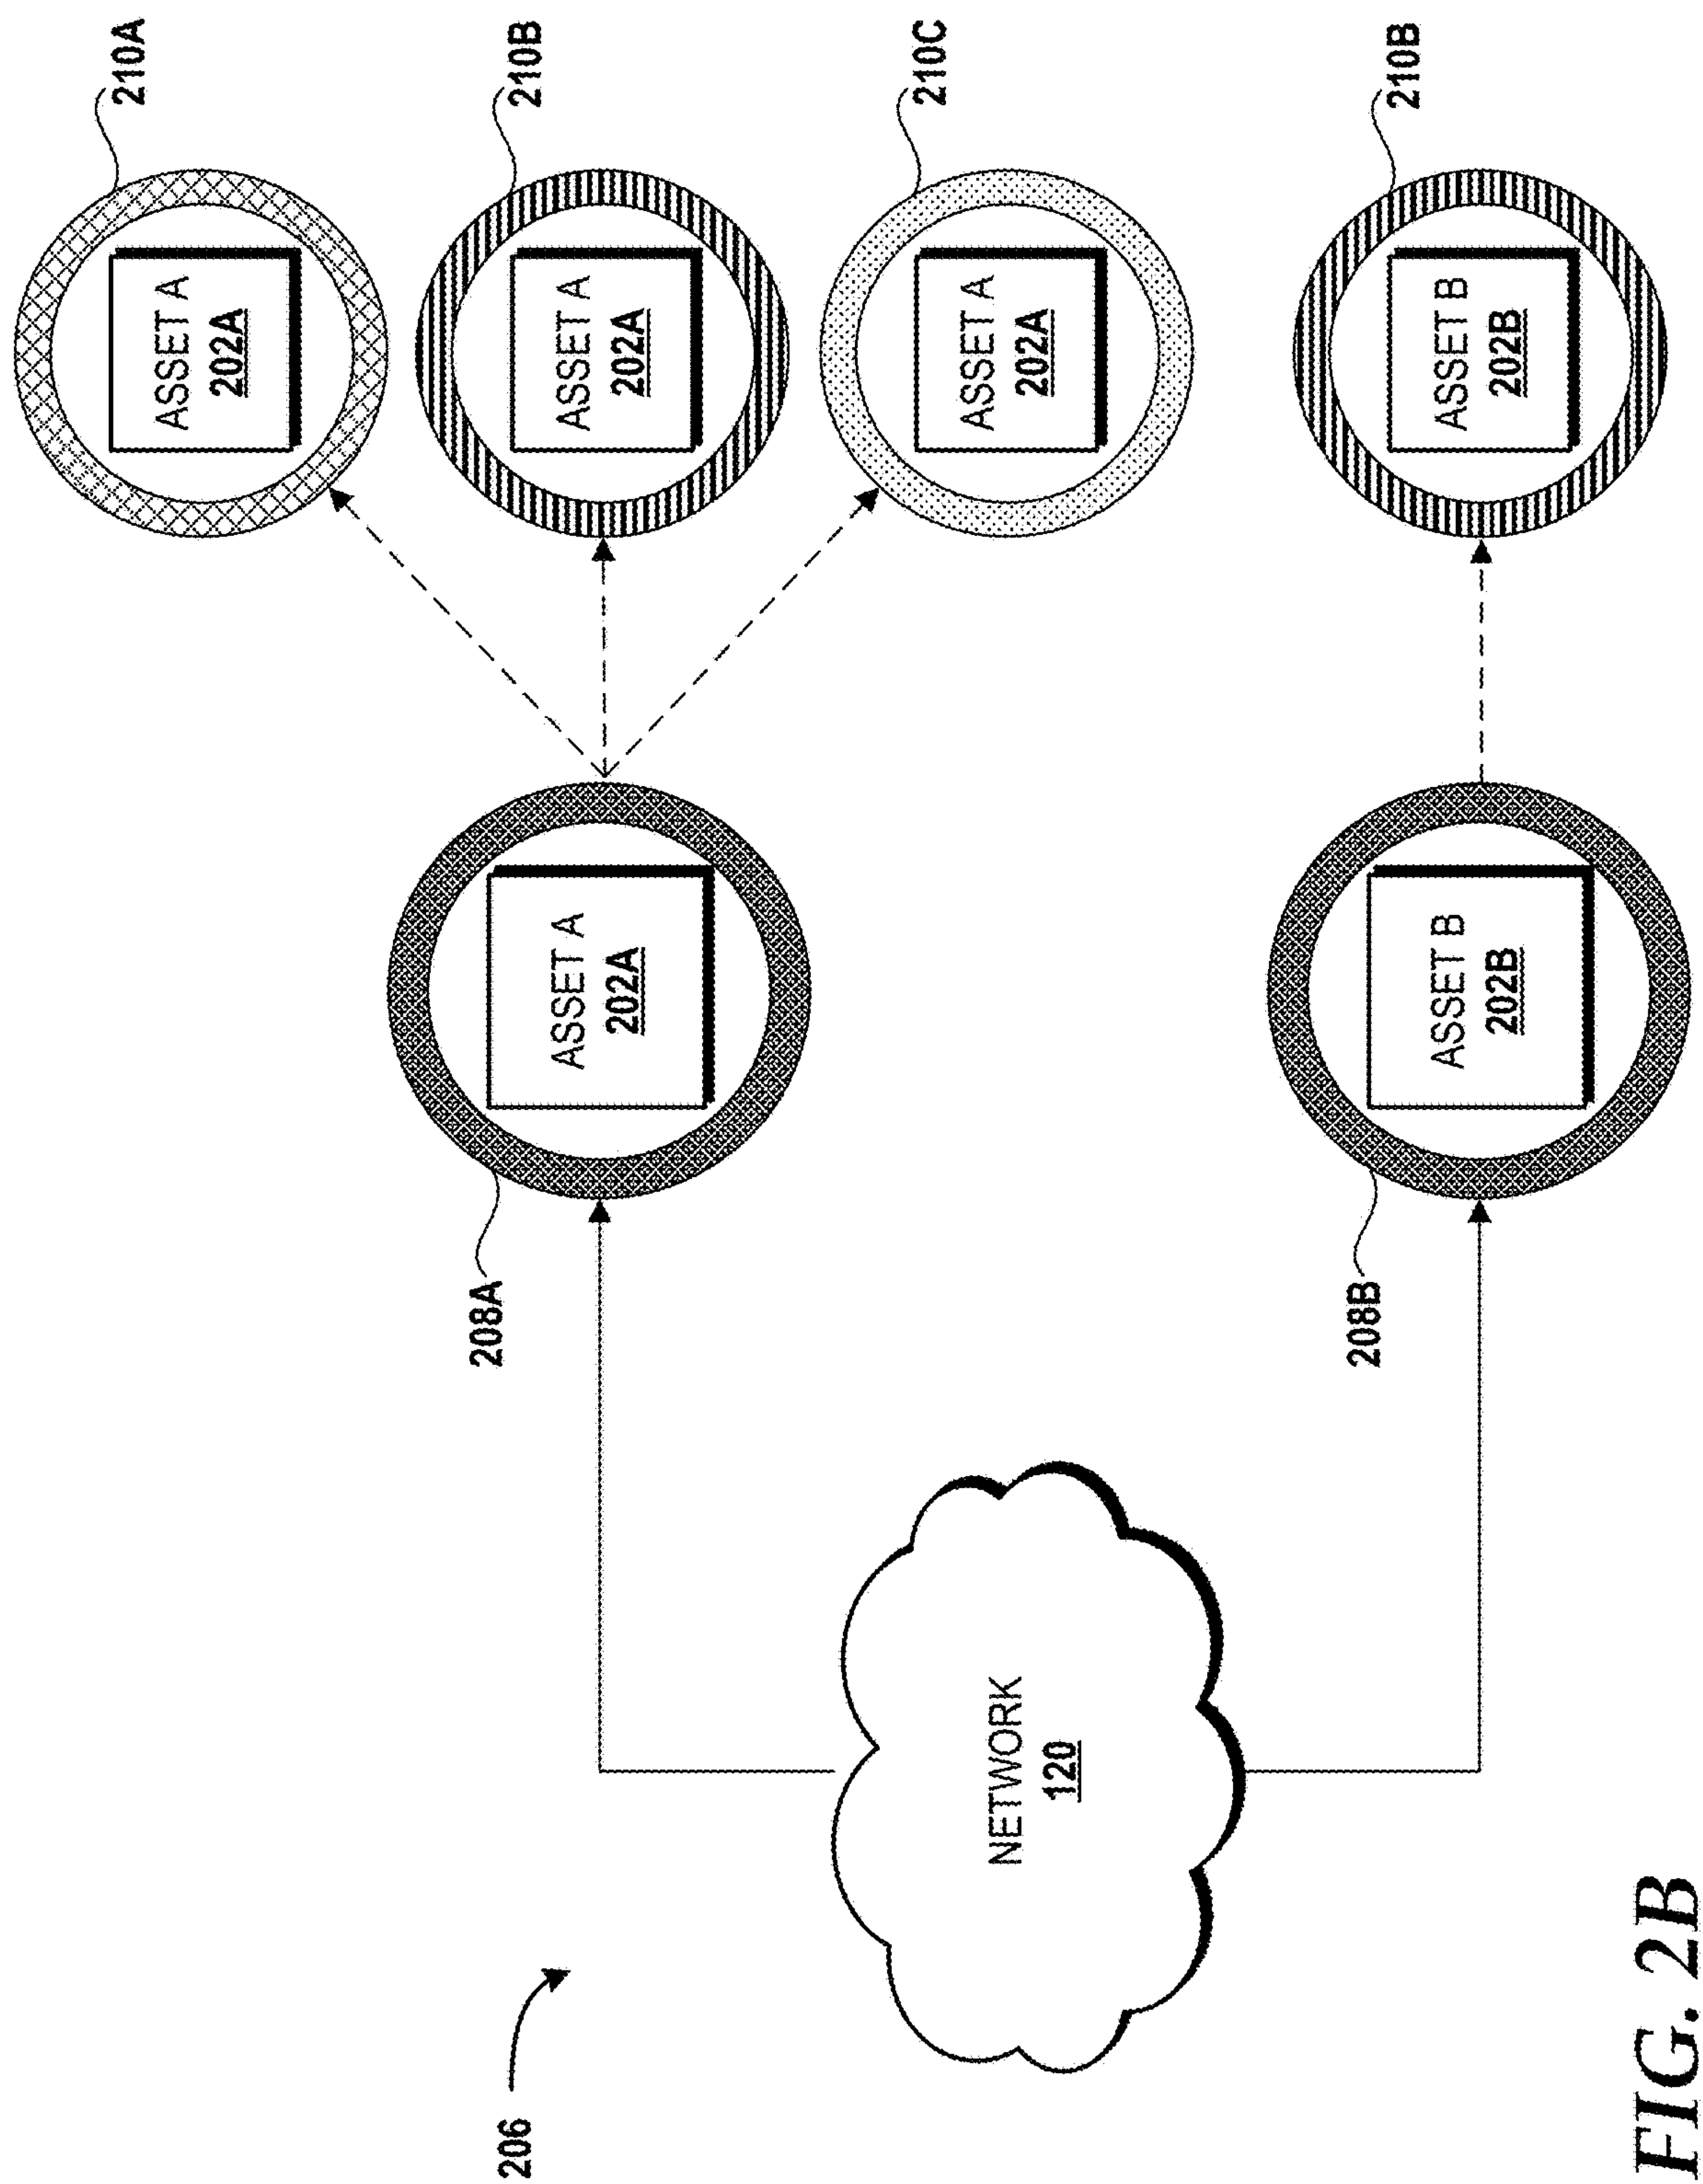 206
NETWORK
120
208A
ASSET A
202A
208B
ASSET B
202B
210A
ASSET A
202A
210B
ASSET A
202A
210C
ASSET A
202A
210B
ASSET B
202B
FIG. 2B